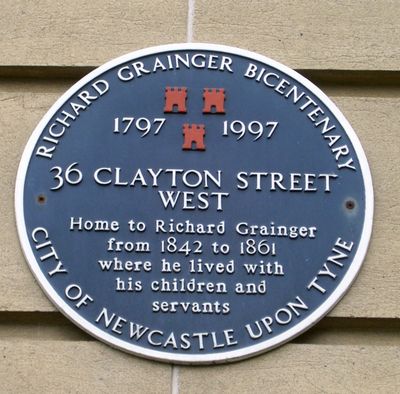 RICHARD GRAINGER BICENTENARY
1797 1997
36 CLAYTON STREET
WEST
Home to Richard Grainger
from 1842 to 1861
where he lived with
his children and
servants
CITY OF NEWCASTLE UPON TYNE